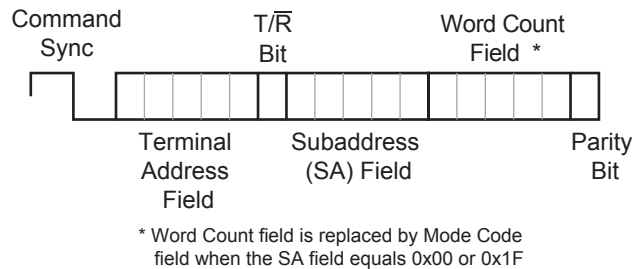 Command
Sync
T/R̅
Bit
Word Count
Field *
Terminal
Address
Field
Subaddress
(SA) Field
Parity
Bit
* Word Count field is replaced by Mode Code
field when the SA field equals 0x00 or 0x1F